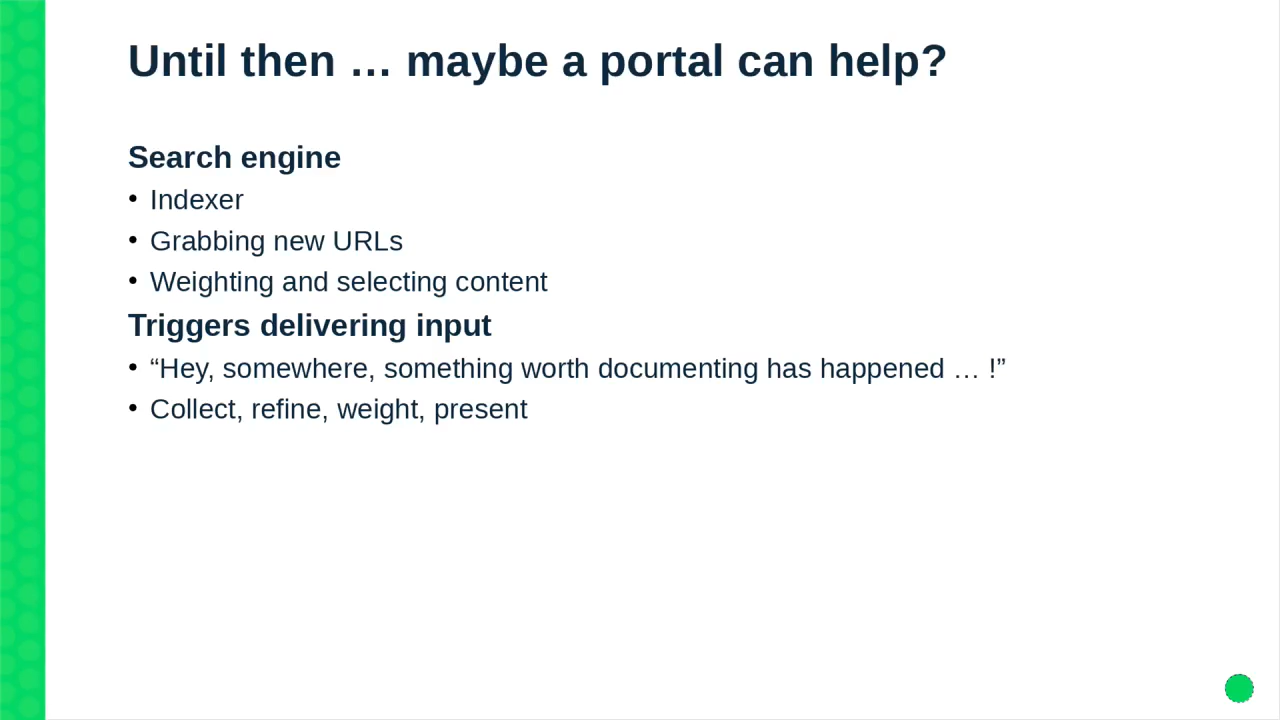 Until then … maybe a portal can help?
Search engine
• Indexer
• Grabbing new URLs
• Weighting and selecting content
Triggers delivering input
• “Hey, somewhere, something worth documenting has happened … !”
• Collect, refine, weight, present